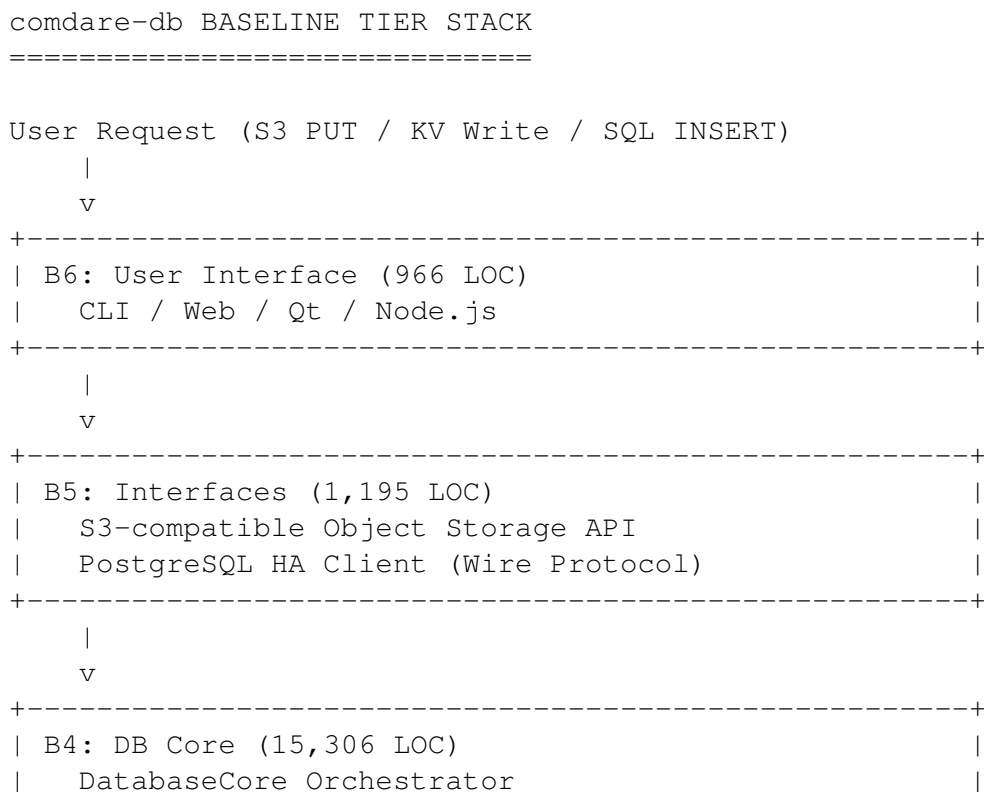 comdare-db BASELINE TIER STACK
==============================
User Request (S3 PUT / KV Write / SQL INSERT)
    |
    v
+------------------------------------------------------+
| B6: User Interface (966 LOC)                         |
|   CLI / Web / Qt / Node.js                           |
+------------------------------------------------------+
    |
    v
+------------------------------------------------------+
| B5: Interfaces (1,195 LOC)                           |
|   S3-compatible Object Storage API                   |
|   PostgreSQL HA Client (Wire Protocol)               |
+------------------------------------------------------+
    |
    v
+------------------------------------------------------+
| B4: DB Core (15,306 LOC)                             |
|   DatabaseCore Orchestrator                          |